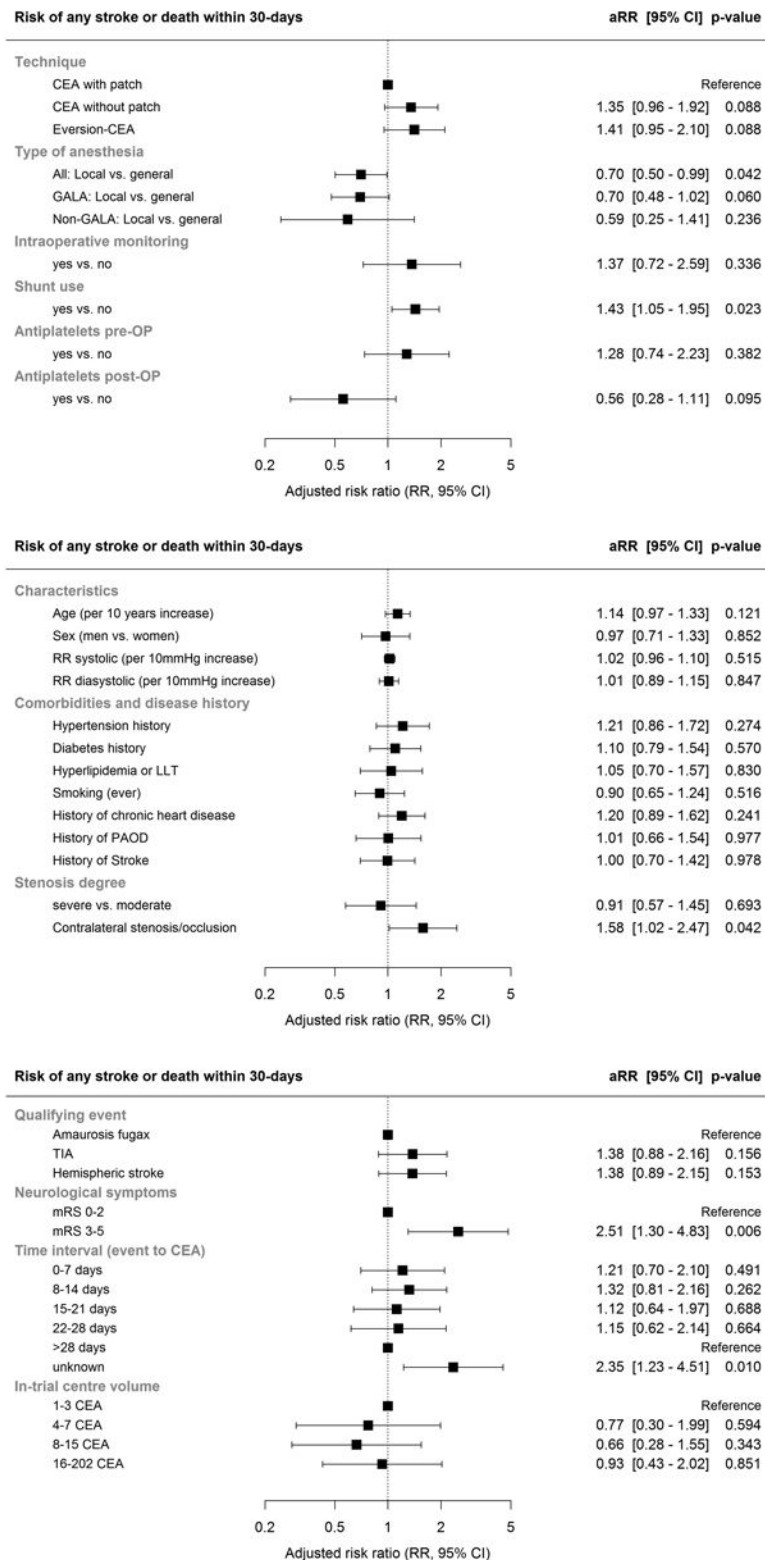 Risk of any stroke or death within 30-days aRR [95% CI] p-value
Technique
CEA with patch Reference
CEA without patch 1.35 [0.96 - 1.92] 0.088
Eversion-CEA 1.41 [0.95 - 2.10] 0.088
Type of anesthesia
All: Local vs. general 0.70 [0.50 - 0.99] 0.042
GALA: Local vs. general 0.70 [0.48 - 1.02] 0.060
Non-GALA: Local vs. general 0.59 [0.25 - 1.41] 0.236
Intraoperative monitoring
yes vs. no 1.37 [0.72 - 2.59] 0.336
Shunt use
yes vs. no 1.43 [1.05 - 1.95] 0.023
Antiplatelets pre-OP
yes vs. no 1.28 [0.74 - 2.23] 0.382
Antiplatelets post-OP
yes vs. no 0.56 [0.28 - 1.11] 0.095
0.2 0.5 1 2 5
Adjusted risk ratio (RR, 95% CI)
Risk of any stroke or death within 30-days aRR [95% CI] p-value
Characteristics
Age (per 10 years increase) 1.14 [0.97 - 1.33] 0.121
Sex (men vs. women) 0.97 [0.71 - 1.33] 0.852
RR systolic (per 10mmHg increase) 1.02 [0.96 - 1.10] 0.515
RR diasystolic (per 10mmHg increase) 1.01 [0.89 - 1.15] 0.847
Comorbidities and disease history
Hypertension history 1.21 [0.86 - 1.72] 0.274
Diabetes history 1.10 [0.79 - 1.54] 0.570
Hyperlipidemia or LLT 1.05 [0.70 - 1.57] 0.830
Smoking (ever) 0.90 [0.65 - 1.24] 0.516
History of chronic heart disease 1.20 [0.89 - 1.62] 0.241
History of PAOD 1.01 [0.66 - 1.54] 0.977
History of Stroke 1.00 [0.70 - 1.42] 0.978
Stenosis degree
severe vs. moderate 0.91 [0.57 - 1.45] 0.693
Contralateral stenosis/occlusion 1.58 [1.02 - 2.47] 0.042
0.2 0.5 1 2 5
Adjusted risk ratio (RR, 95% CI)
Risk of any stroke or death within 30-days aRR [95% CI] p-value
Qualifying event
Amaurosis fugax Reference
TIA 1.38 [0.88 - 2.16] 0.156
Hemispheric stroke 1.38 [0.89 - 2.15] 0.153
Neurological symptoms
mRS 0-2 Reference
mRS 3-5 2.51 [1.30 - 4.83] 0.006
Time interval (event to CEA)
0-7 days 1.21 [0.70 - 2.10] 0.491
8-14 days 1.32 [0.81 - 2.16] 0.262
15-21 days 1.12 [0.64 - 1.97] 0.688
22-28 days 1.15 [0.62 - 2.14] 0.664
>28 days Reference
unknown 2.35 [1.23 - 4.51] 0.010
In-trial centre volume
1-3 CEA Reference
4-7 CEA 0.77 [0.30 - 1.99] 0.594
8-15 CEA 0.66 [0.28 - 1.55] 0.343
16-202 CEA 0.93 [0.43 - 2.02] 0.851
0.2 0.5 1 2 5
Adjusted risk ratio (RR, 95% CI)